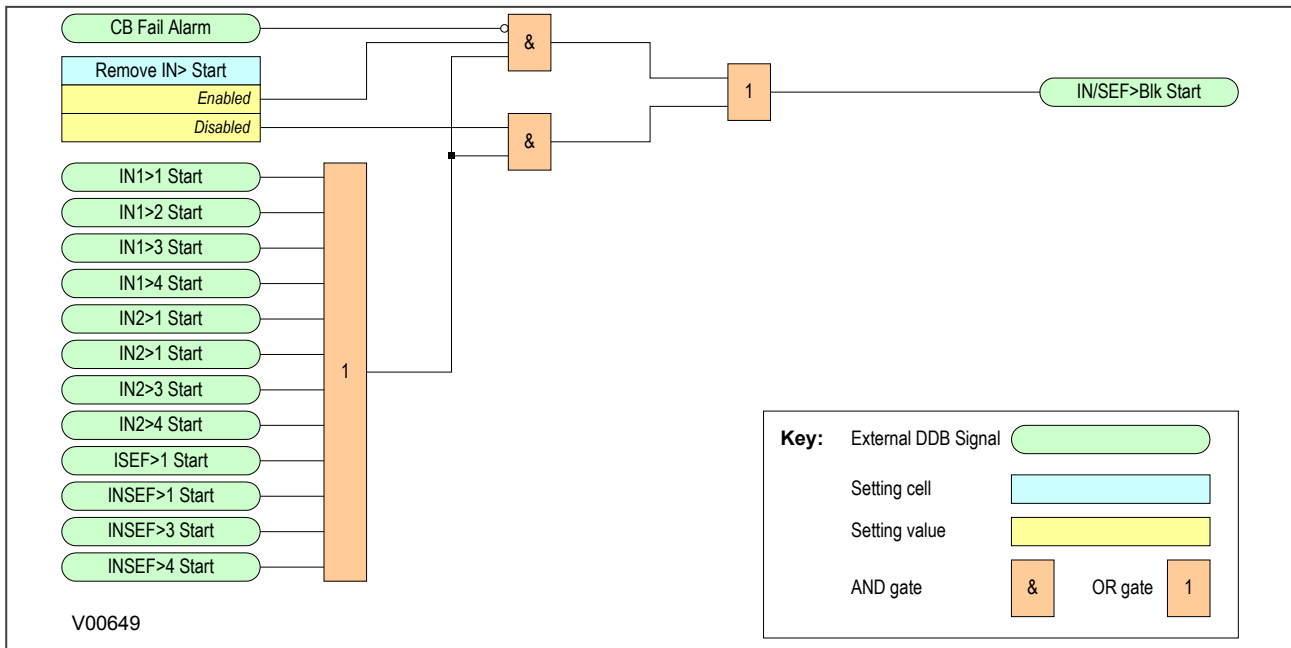 CB Fail Alarm
&
Remove IN> Start
Enabled
1
IN/SEF>Blk Start
Disabled
&
IN1>1 Start
IN1>2 Start
IN1>3 Start
IN1>4 Start
IN2>1 Start
IN2>1 Start
1
IN2>3 Start
IN2>4 Start
ISEF>1 Start
INSEF>1 Start
INSEF>3 Start
INSEF>4 Start
V00649
Key: External DDB Signal
Setting cell
Setting value
AND gate & OR gate 1